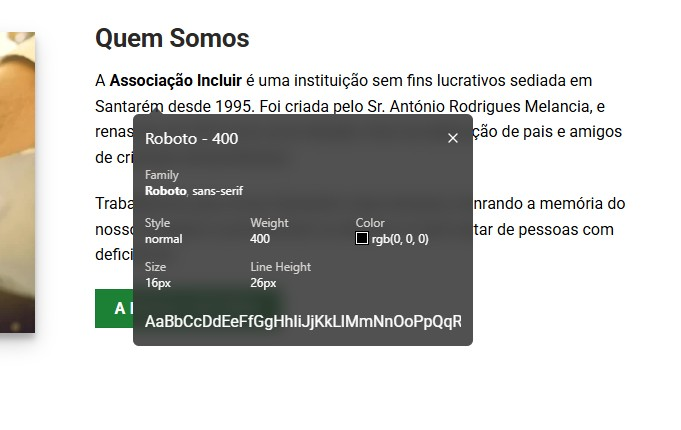 Quem Somos
A Associação Incluir é uma instituição sem fins lucrativos sediada em
Santarém desde 1995. Foi criada pelo Sr. António Rodrigues Melancia, e
renas ção de pais e amigos
de cri
Traba nrando a memória do
nosso tar de pessoas com
defici
A
Roboto - 400 ×
Family
Roboto, sans-serif
Style Weight Color
normal 400 rgb(0, 0, 0)
Size Line Height
16px 26px
AaBbCcDdEeFfGgHhIiJjKkLlMmNnOoPpQqR